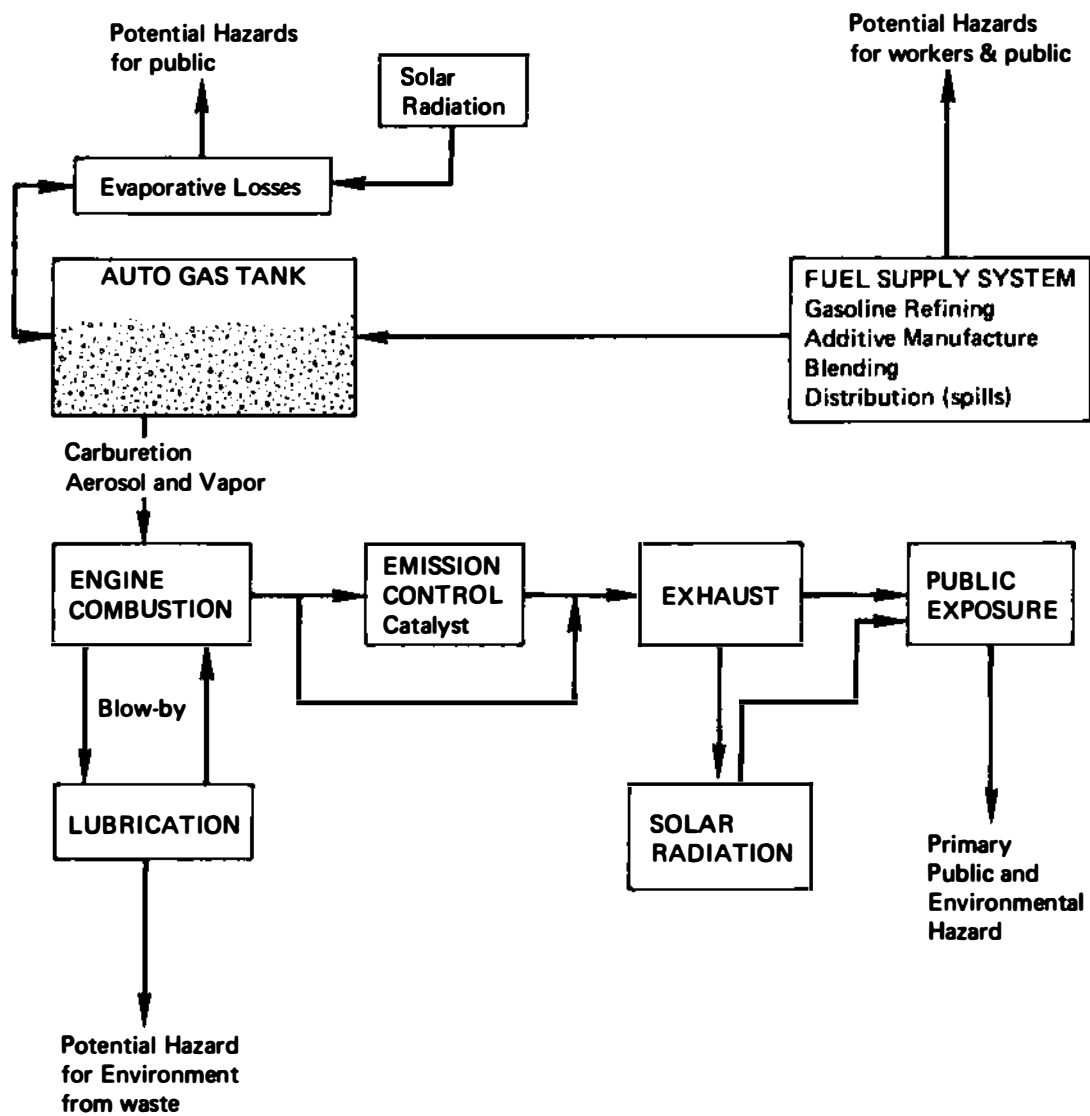 Potential Hazards
for public
Solar
Radiation
Potential Hazards
for workers & public
Evaporative Losses
AUTO GAS TANK
FUEL SUPPLY SYSTEM
Gasoline Refining
Additive Manufacture
Blending
Distribution (spills)
Carburetion
Aerosol and Vapor
ENGINE
COMBUSTION
EMISSION
CONTROL
Catalyst
EXHAUST
PUBLIC
EXPOSURE
Blow-by
LUBRICATION
SOLAR
RADIATION
Primary
Public and
Environmental
Hazard
Potential Hazard
for Environment
from waste